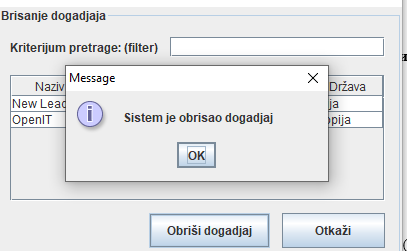 Brisanje dogadjaja
Kriterijum pretrage: (filter)
Message
Naziv
Država
Sistem je obrisao dogadjaj
New Lead
OpenIT
OK
Obriši dogadjaj
Otkaži